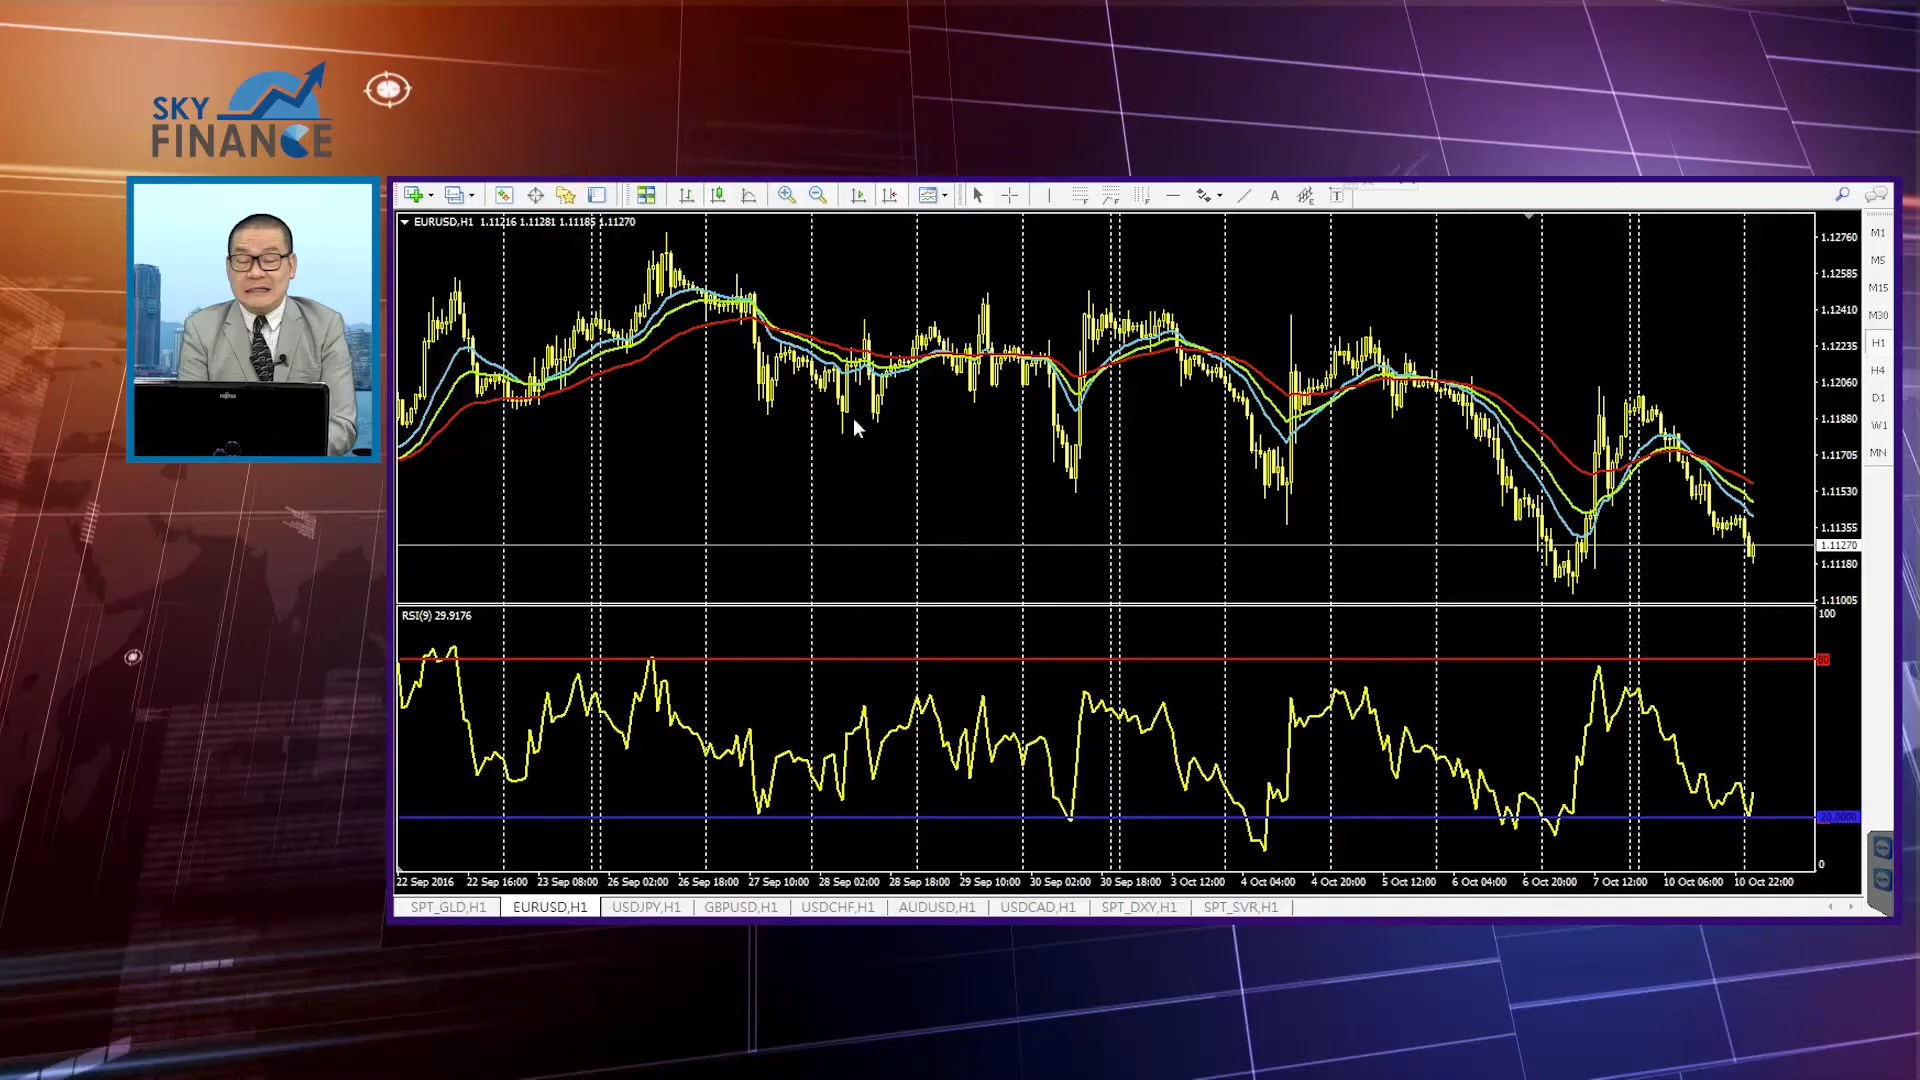 SKY
FINANCE
EURUSD,H1 1.11216 1.11281 1.11185 1.11270
1.12760
1.12585
1.12410
1.12235
1.12060
1.11880
1.11705
1.11530
1.11355
1.11270
1.11180
1.11005
M1
M5
M15
M30
H1
H4
D1
W1
MN
RSI(9) 29.9176
100
80
20.0000
0
22 Sep 2016 22 Sep 16:00 23 Sep 08:00 26 Sep 02:00 26 Sep 18:00 27 Sep 10:00 28 Sep 02:00 28 Sep 18:00 29 Sep 10:00 30 Sep 02:00 30 Sep 18:00 3 Oct 12:00 4 Oct 04:00 4 Oct 20:00 5 Oct 12:00 6 Oct 04:00 6 Oct 20:00 7 Oct 12:00 10 Oct 06:00 10 Oct 22:00
SPT_GLD,H1 EURUSD,H1 USDJPY,H1 GBPUSD,H1 USDCHF,H1 AUDUSD,H1 USDCAD,H1 SPT_DXY,H1 SPT_SVR,H1